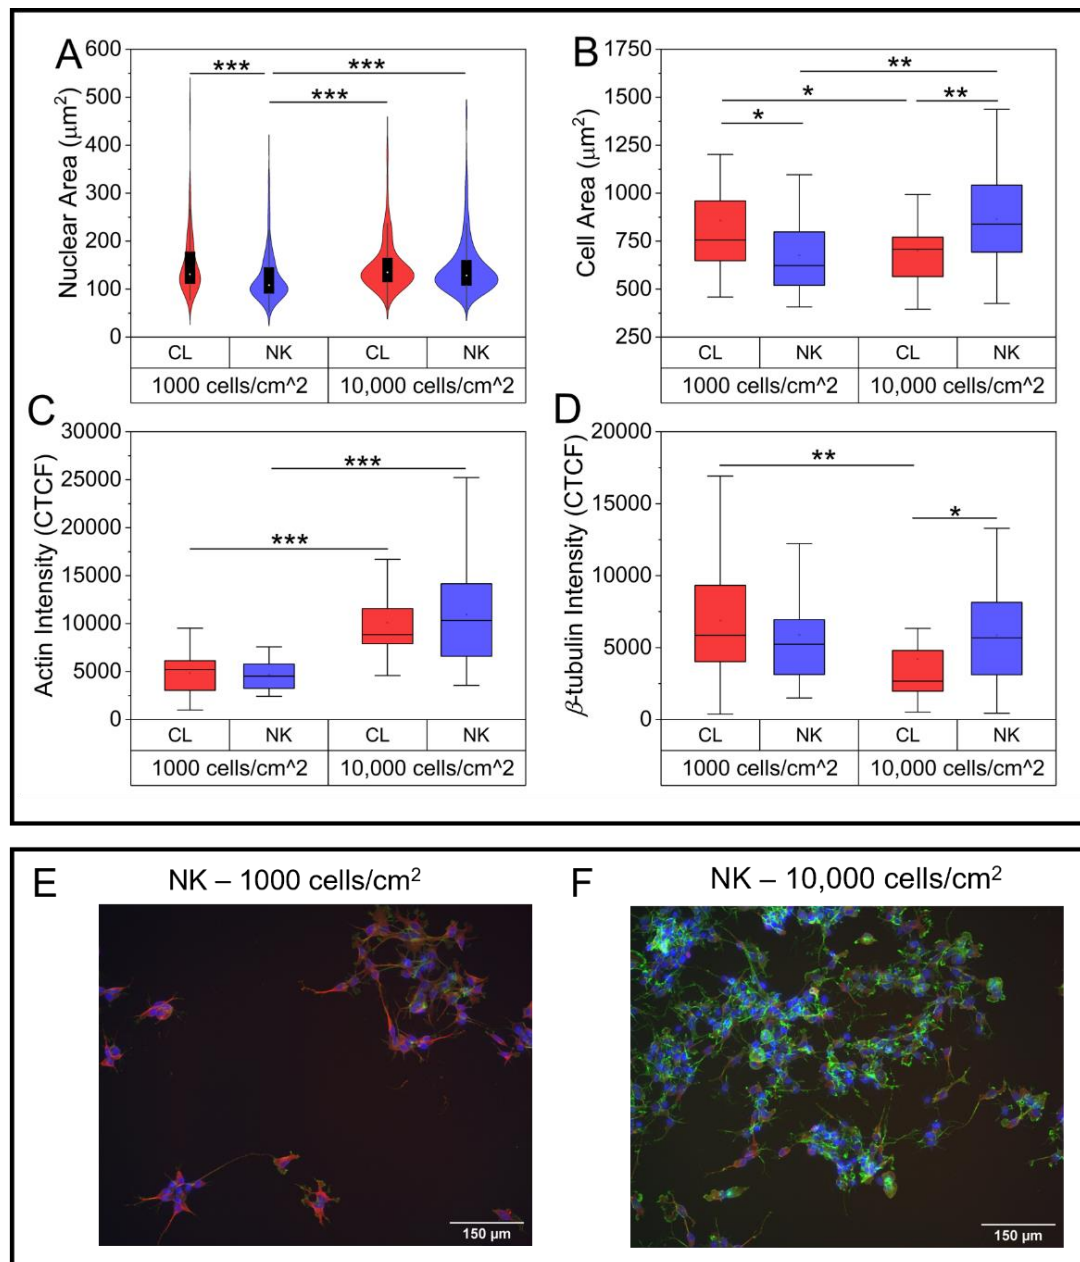 A
600
500
400
300
200
100
0
Nuclear Area (μm²)
***
***
***
CL NK CL NK
1000 cells/cm^2 10,000 cells/cm^2
B
1750
1500
1250
1000
750
500
250
Cell Area (μm²)
**
*
**
*
CL NK CL NK
1000 cells/cm^2 10,000 cells/cm^2
C
30000
25000
20000
15000
10000
5000
0
Actin Intensity (CTCF)
***
***
CL NK CL NK
1000 cells/cm^2 10,000 cells/cm^2
D
20000
15000
10000
5000
0
β-tubulin Intensity (CTCF)
**
*
CL NK CL NK
1000 cells/cm^2 10,000 cells/cm^2
E
NK – 1000 cells/cm²
150 μm
F
NK – 10,000 cells/cm²
150 μm